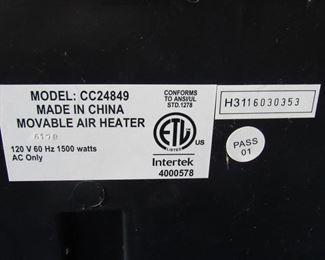 MODEL: CC24849
MADE IN CHINA
MOVABLE AIR HEATER
120 V 60 Hz 1500 watts
AC Only
CONFORMS
TO ANSI/UL
STD.1278
ETL
LISTED
US
Intertek
4000578
H3116030353
PASS
01